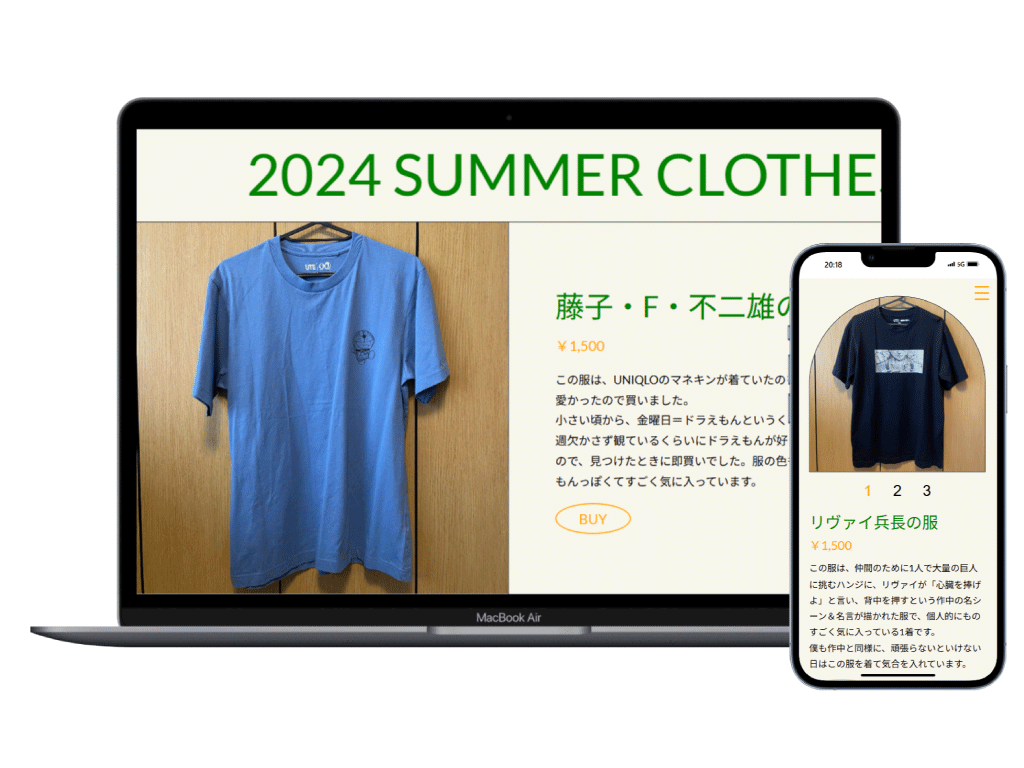 2024 SUMMER CLOTHES
藤子・F・不二雄の
￥1,500
この服は、UNIQLOのマネキンが着ていたの
愛かったので買いました。
小さい頃から、金曜日＝ドラえもんというく
週欠かさず観ているくらいにドラえもんが好
ので、見つけたときに即買いでした。服の色
もんっぽくてすごく気に入っています。
BUY
MacBook Air
20:18
5G
1 2 3
リヴァイ兵長の服
￥1,500
この服は、仲間のために1人で大量の巨人
に挑むハンジに、リヴァイが「心臓を捧げ
よ」と言い、背中を押すという作中の名シ
ーン＆名言が描かれた服で、個人的にもの
すごく気に入っている1着です。
僕も作中と同様に、頑張らないといけない
日はこの服を着て気合を入れています。